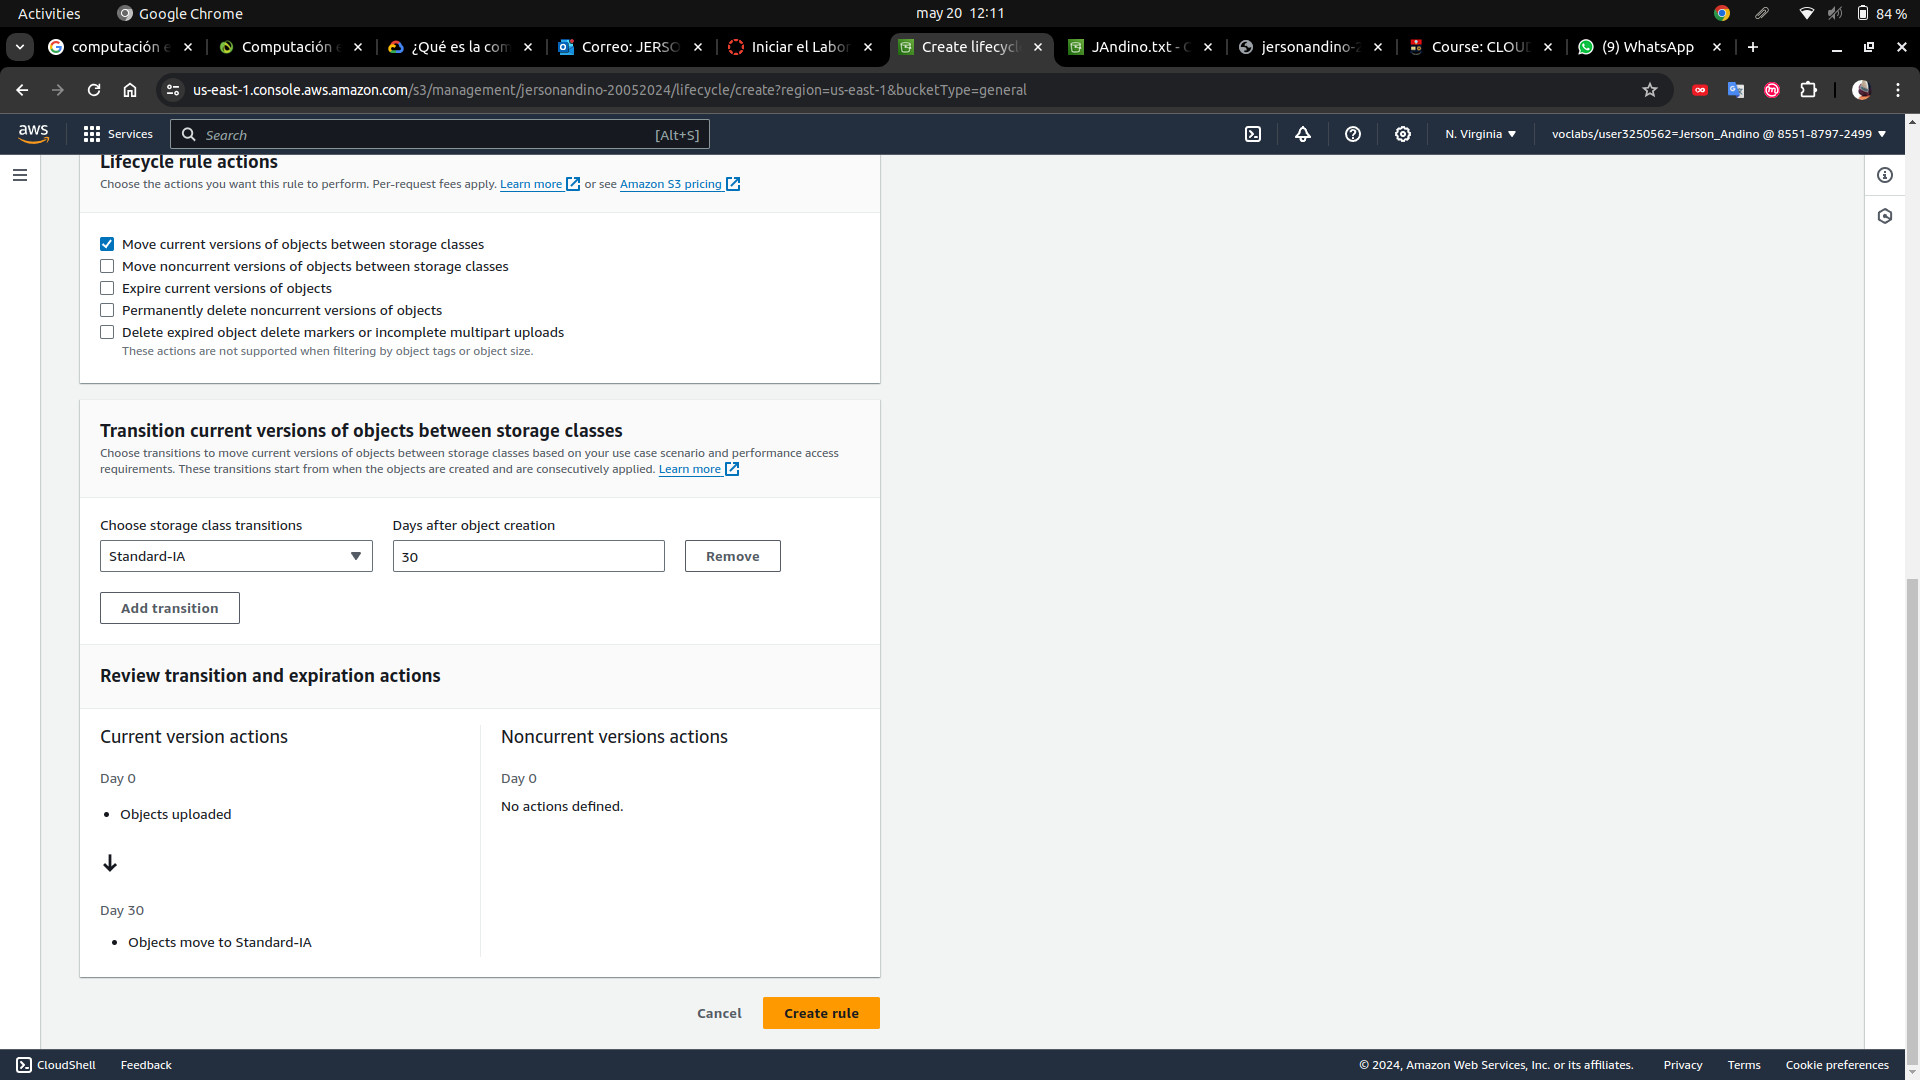 Activities
Google Chrome
may 20 12:11
84 %
computación e
Computación e
¿Qué es la com
Correo: JERSO
Iniciar el Labor
Create lifecycl
JAndino.txt - C
jersonandino-2
Course: CLOUD
(9) WhatsApp
us-east-1.console.aws.amazon.com/s3/management/jersonandino-20052024/lifecycle/create?region=us-east-1&bucketType=general
aws
Services
Search
[Alt+S]
N. Virginia
voclabs/user3250562=Jerson_Andino @ 8551-8797-2499
Lifecycle rule actions
Choose the actions you want this rule to perform. Per-request fees apply. Learn more or see Amazon S3 pricing
Move current versions of objects between storage classes
Move noncurrent versions of objects between storage classes
Expire current versions of objects
Permanently delete noncurrent versions of objects
Delete expired object delete markers or incomplete multipart uploads
These actions are not supported when filtering by object tags or object size.
Transition current versions of objects between storage classes
Choose transitions to move current versions of objects between storage classes based on your use case scenario and performance access
requirements. These transitions start from when the objects are created and are consecutively applied. Learn more
Choose storage class transitions
Days after object creation
Standard-IA
30
Remove
Add transition
Review transition and expiration actions
Current version actions
Day 0
Objects uploaded
Day 30
Objects move to Standard-IA
Noncurrent versions actions
Day 0
No actions defined.
Cancel
Create rule
CloudShell
Feedback
© 2024, Amazon Web Services, Inc. or its affiliates.
Privacy
Terms
Cookie preferences